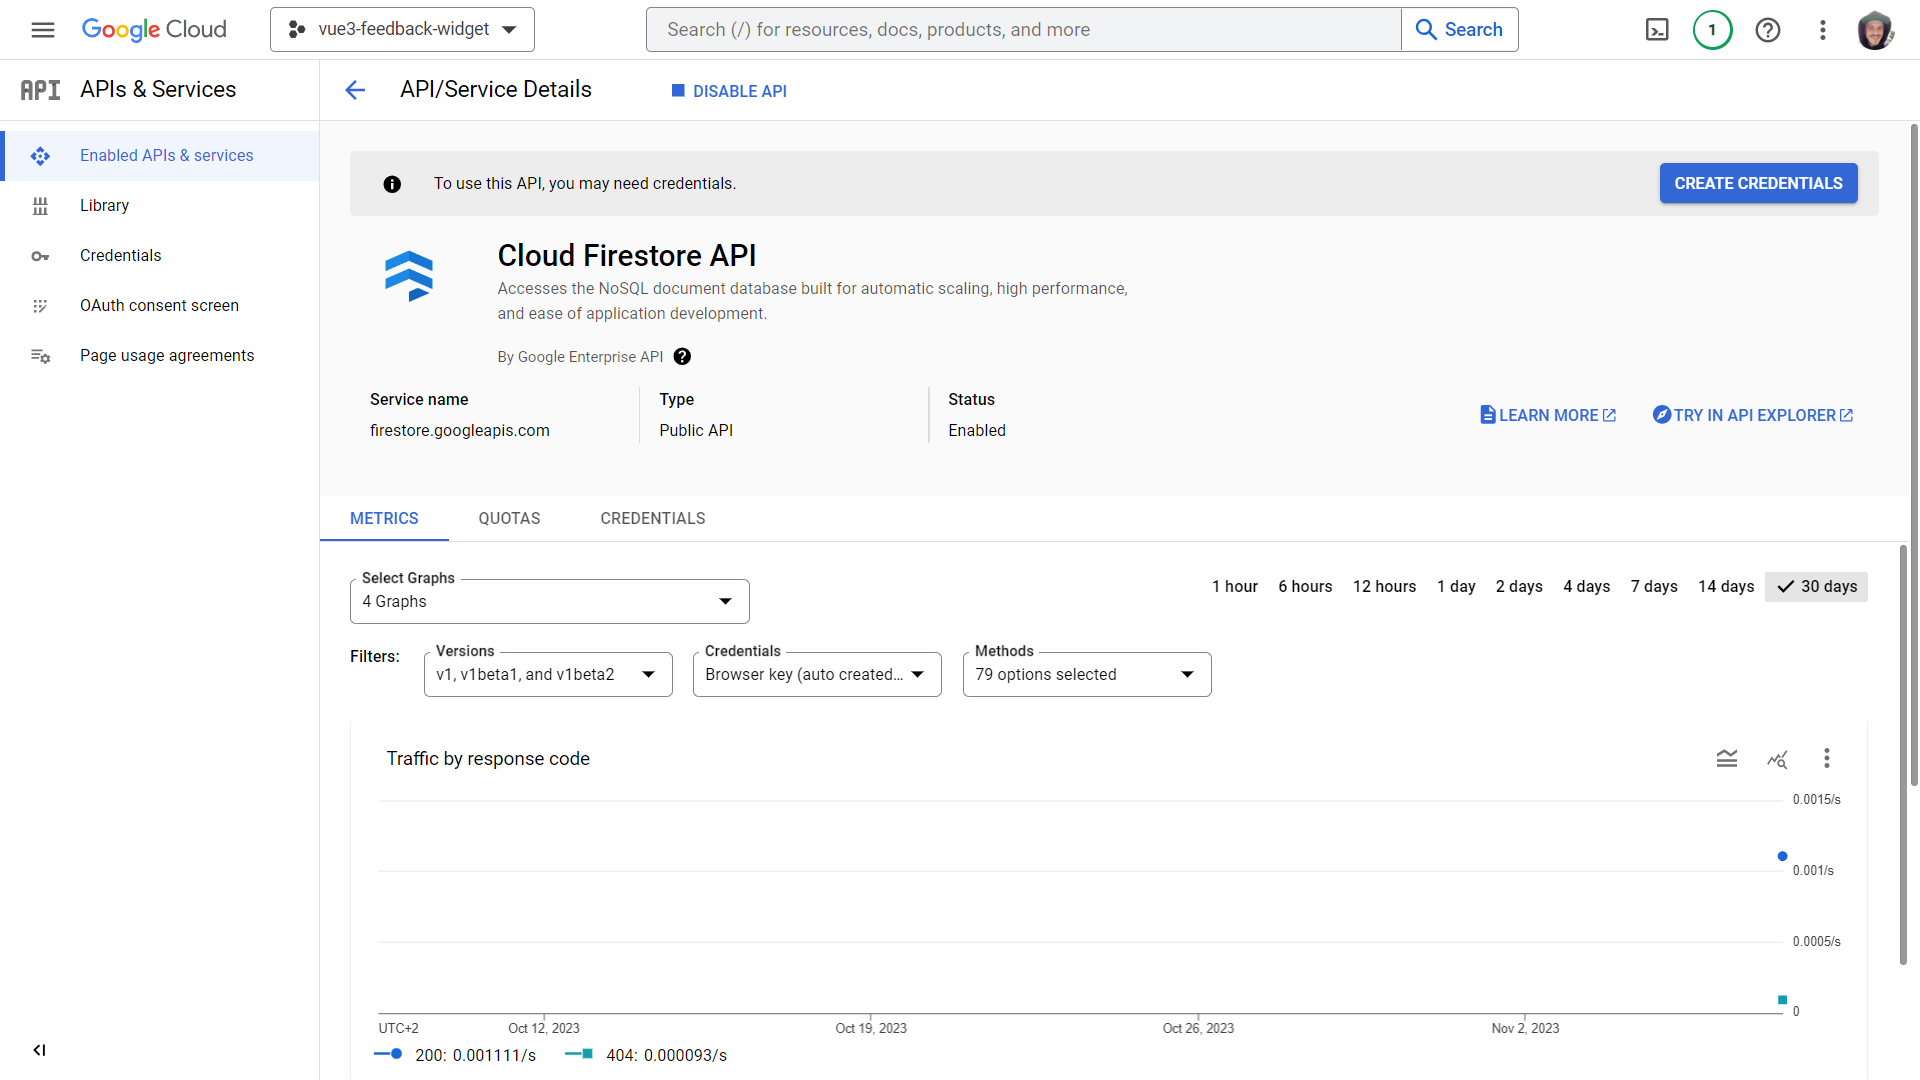 Google Cloud
vue3-feedback-widget
Search (/) for resources, docs, products, and more
Search
1
API
APIs & Services
API/Service Details
DISABLE API
Enabled APIs & services
Library
Credentials
OAuth consent screen
Page usage agreements
To use this API, you may need credentials.
CREATE CREDENTIALS
Cloud Firestore API
Accesses the NoSQL document database built for automatic scaling, high performance,
and ease of application development.
By Google Enterprise API
Service name
firestore.googleapis.com
Type
Public API
Status
Enabled
LEARN MORE
TRY IN API EXPLORER
METRICS
QUOTAS
CREDENTIALS
Select Graphs
4 Graphs
1 hour
6 hours
12 hours
1 day
2 days
4 days
7 days
14 days
30 days
Filters:
Versions
v1, v1beta1, and v1beta2
Credentials
Browser key (auto created...
Methods
79 options selected
Traffic by response code
0.0015/s
0.001/s
0.0005/s
0
UTC+2
Oct 12, 2023
Oct 19, 2023
Oct 26, 2023
Nov 2, 2023
200: 0.001111/s
404: 0.000093/s